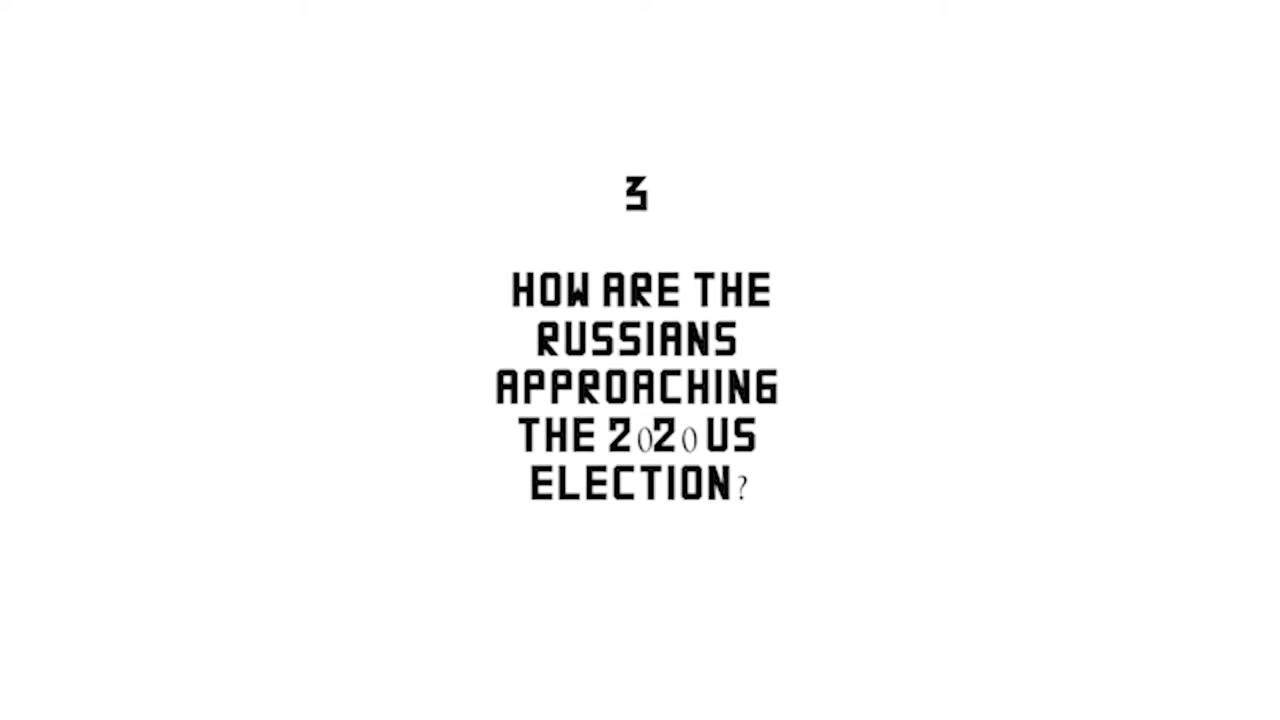 3
HOW ARE THE
RUSSIANS
APPROACHING
THE 2020 US
ELECTION?